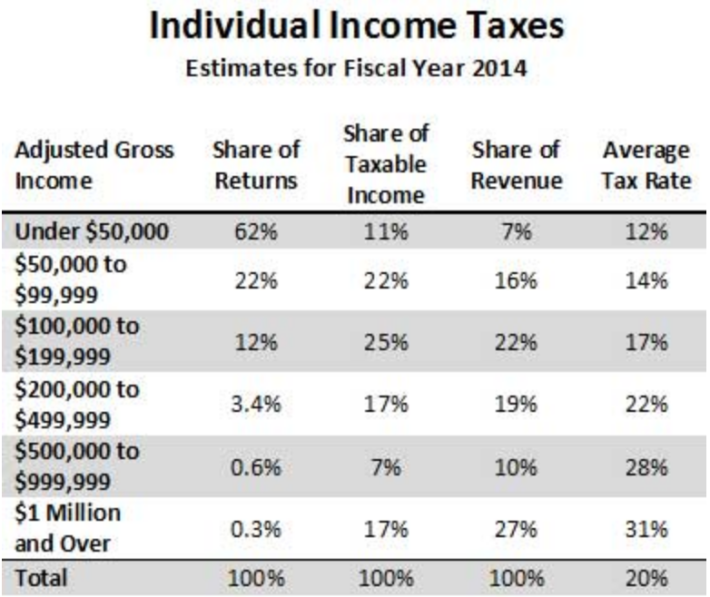 Individual Income Taxes
Estimates for Fiscal Year 2014
Adjusted Gross Income Share of Returns Share of Taxable Income Share of Revenue Average Tax Rate
Under $50,000 62% 11% 7% 12%
$50,000 to $99,999 22% 22% 16% 14%
$100,000 to $199,999 12% 25% 22% 17%
$200,000 to $499,999 3.4% 17% 19% 22%
$500,000 to $999,999 0.6% 7% 10% 28%
$1 Million and Over 0.3% 17% 27% 31%
Total 100% 100% 100% 20%